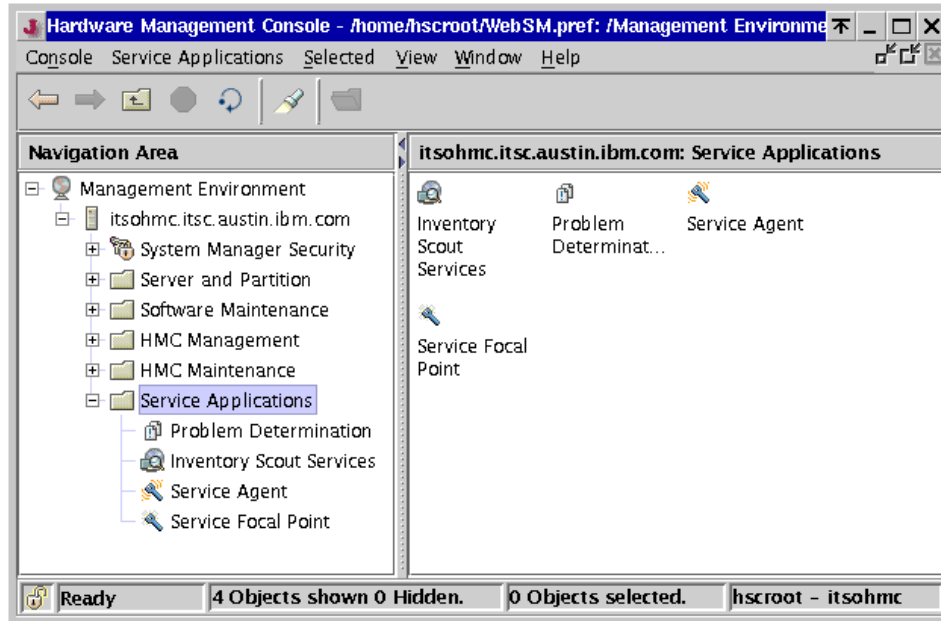 Hardware Management Console - /home/hscroot/WebSM.pref: /Management Environme
Console Service Applications Selected View Window Help
Navigation Area
Management Environment
itsohmc.itsc.austin.ibm.com
System Manager Security
Server and Partition
Software Maintenance
HMC Management
HMC Maintenance
Service Applications
Problem Determination
Inventory Scout Services
Service Agent
Service Focal Point
itsohmc.itsc.austin.ibm.com: Service Applications
Inventory
Scout
Services
Problem
Determinat...
Service Agent
Service Focal
Point
Ready 4 Objects shown 0 Hidden. 0 Objects selected. hscroot - itsohmc